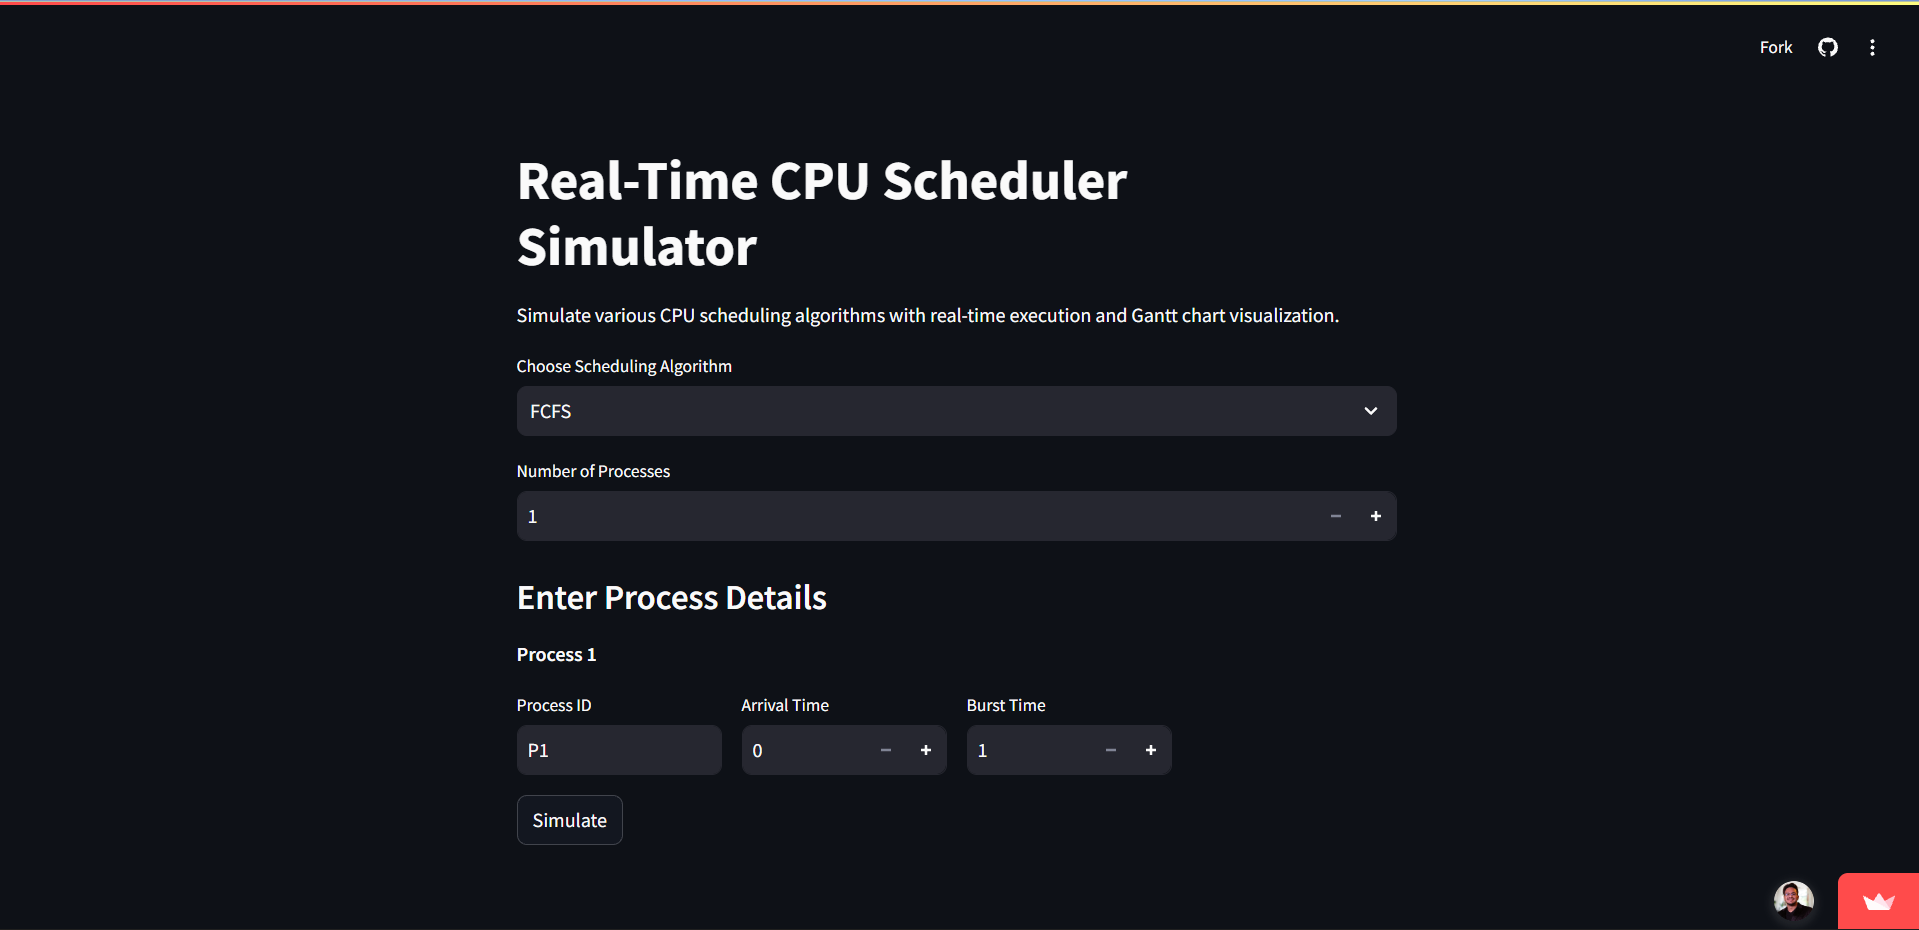 Fork
Real-Time CPU Scheduler
Simulator
Simulate various CPU scheduling algorithms with real-time execution and Gantt chart visualization.
Choose Scheduling Algorithm
FCFS
Number of Processes
1
Enter Process Details
Process 1
Process ID Arrival Time Burst Time
P1 0 1
Simulate